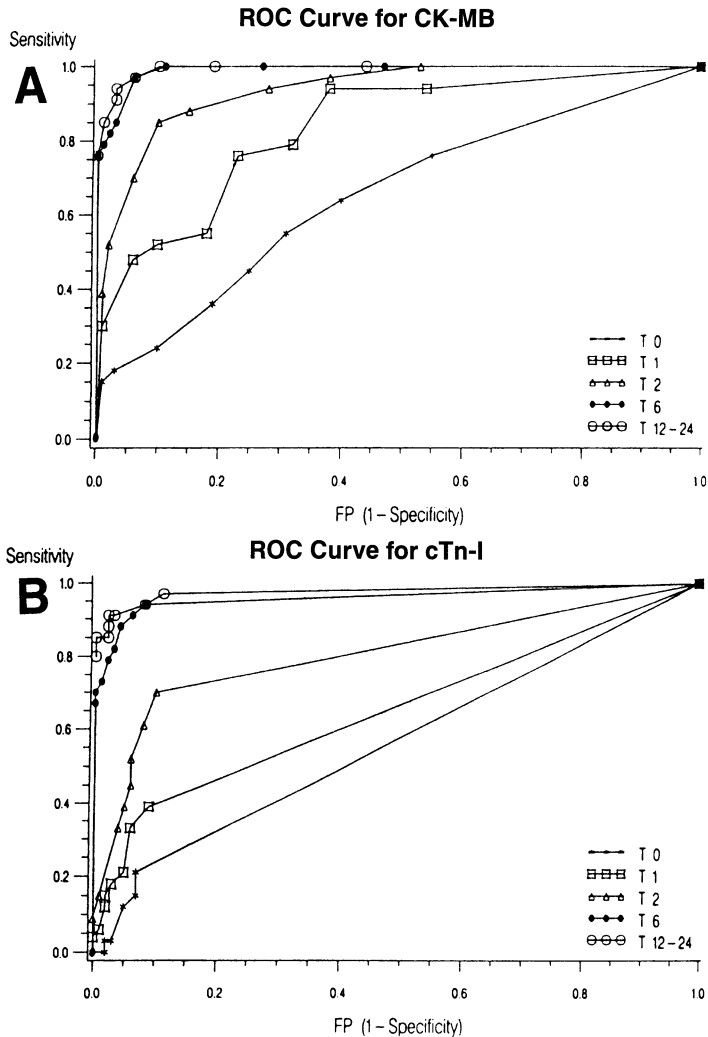 ROC Curve for CK-MB
Sensitivity
A
1.0
0.8
0.6
0.4
0.2
0.0
0.0 0.2 0.4 0.6 0.8 1.0
FP (1-Specificity)
T 0
T 1
T 2
T 6
T 12-24
ROC Curve for cTn-I
Sensitivity
B
1.0
0.8
0.6
0.4
0.2
0.0
0.0 0.2 0.4 0.6 0.8 1.0
FP (1-Specificity)
T 0
T 1
T 2
T 6
T 12-24